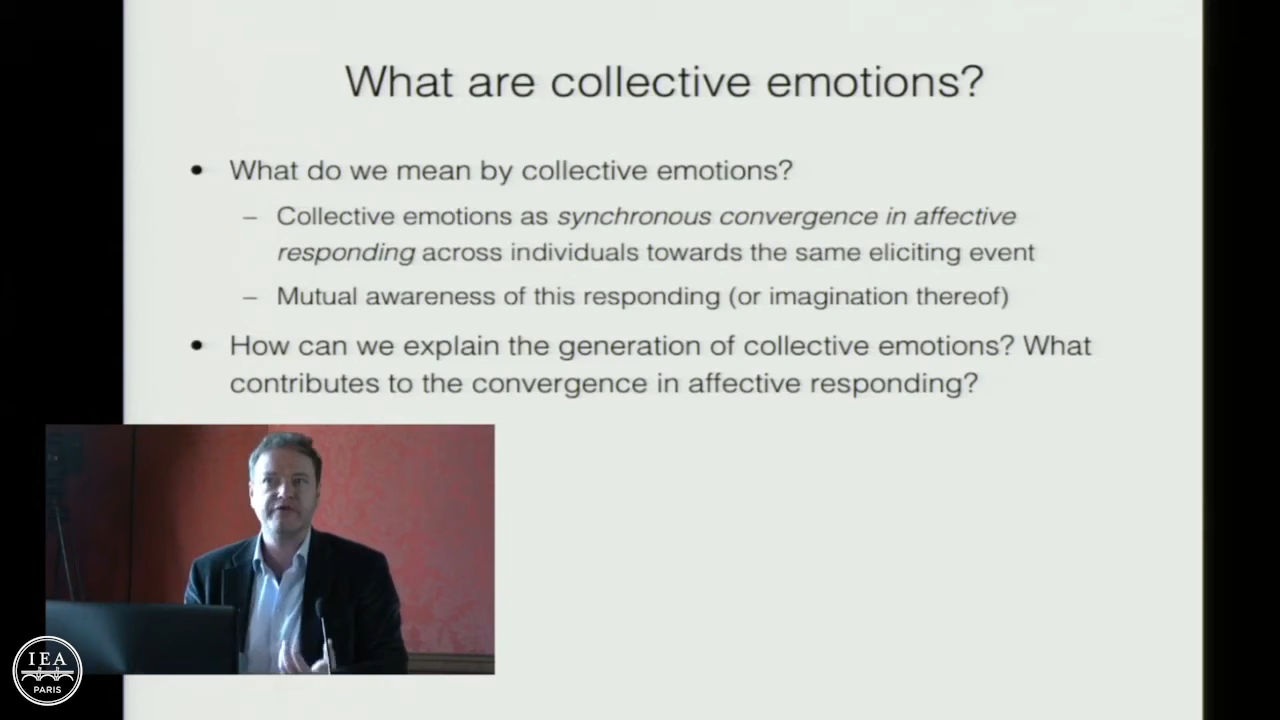 What are collective emotions?
• What do we mean by collective emotions?
– Collective emotions as synchronous convergence in affective
responding across individuals towards the same eliciting event
– Mutual awareness of this responding (or imagination thereof)
• How can we explain the generation of collective emotions? What
contributes to the convergence in affective responding?
IEA
PARIS